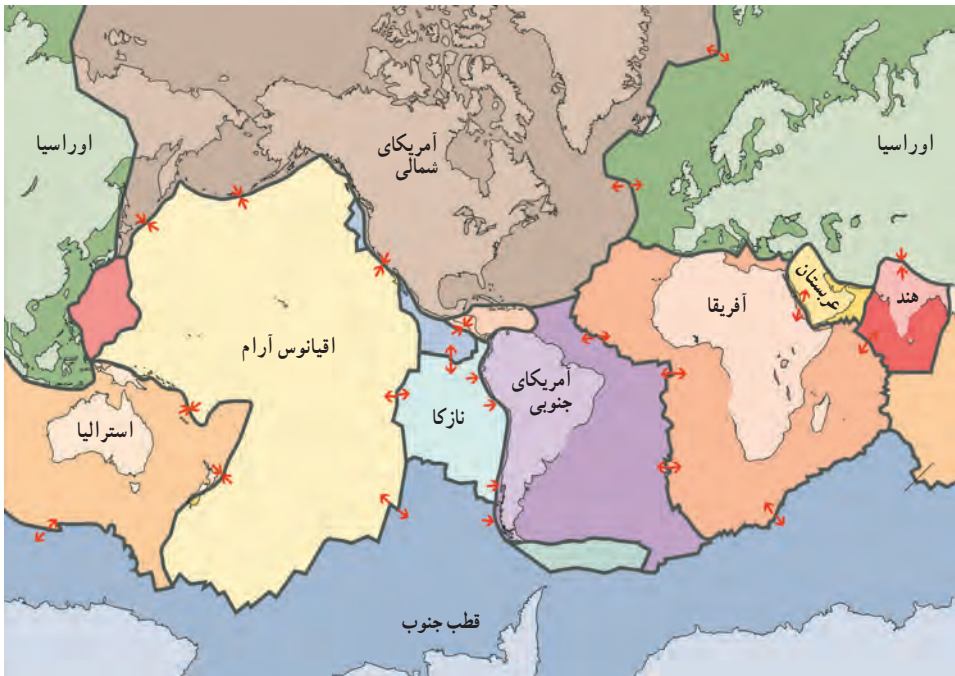 اوراسیا
آمریکای
شمالی
اوراسیا
عربستان
هند
آفریقا
اقیانوس آرام
آمریکای
جنوبی
نازکا
استرالیا
قطب جنوب